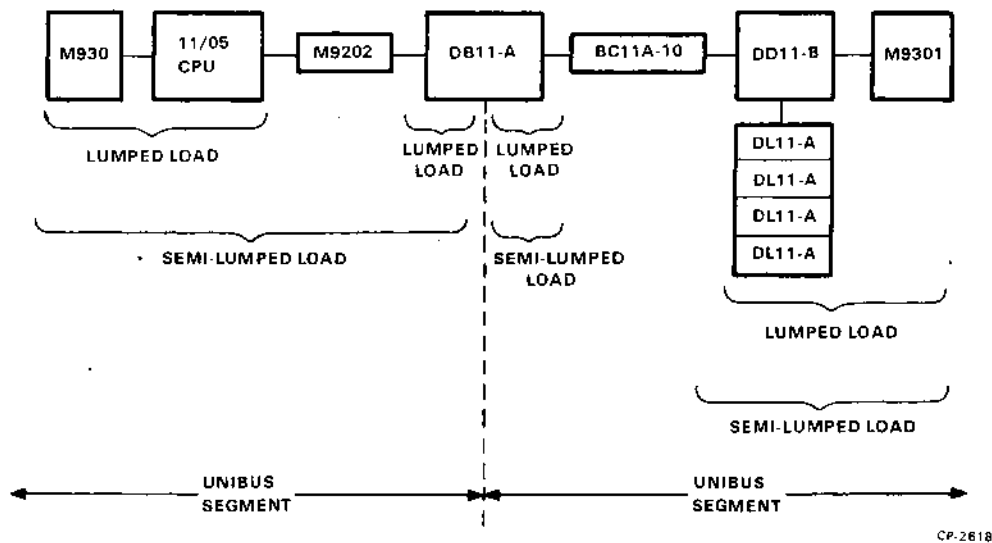 M930
11/05
CPU
M9202
DB11-A
BC11A-10
DD11-B
M9301
DL11-A
DL11-A
DL11-A
DL11-A
LUMPED LOAD
LUMPED
LOAD
LUMPED
LOAD
SEMI-LUMPED LOAD
SEMI-LUMPED
LOAD
LUMPED LOAD
SEMI-LUMPED LOAD
UNIBUS
SEGMENT
UNIBUS
SEGMENT
CP-2618